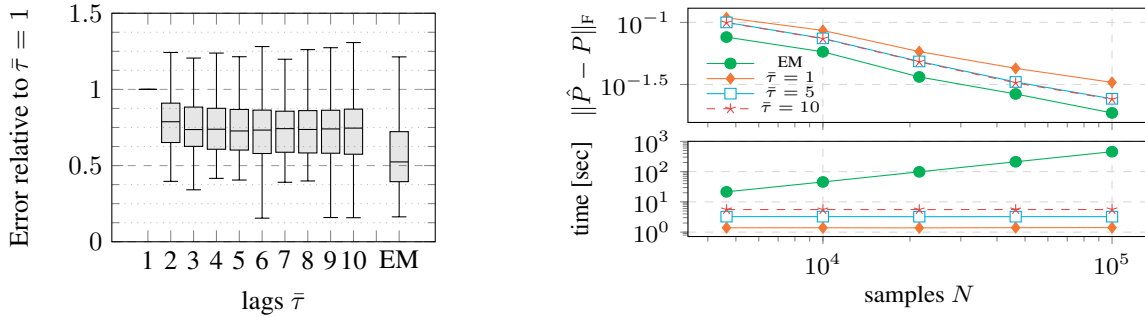 Error relative to τ̄ = 1
1.5
1
0.5
0
1 2 3 4 5 6 7 8 9 10 EM
lags τ̄
‖P̂ − P‖F
10⁻¹
10⁻¹·⁵
EM
τ̄ = 1
τ̄ = 5
τ̄ = 10
time [sec]
10³
10²
10¹
10⁰
10⁴ 10⁵
samples N